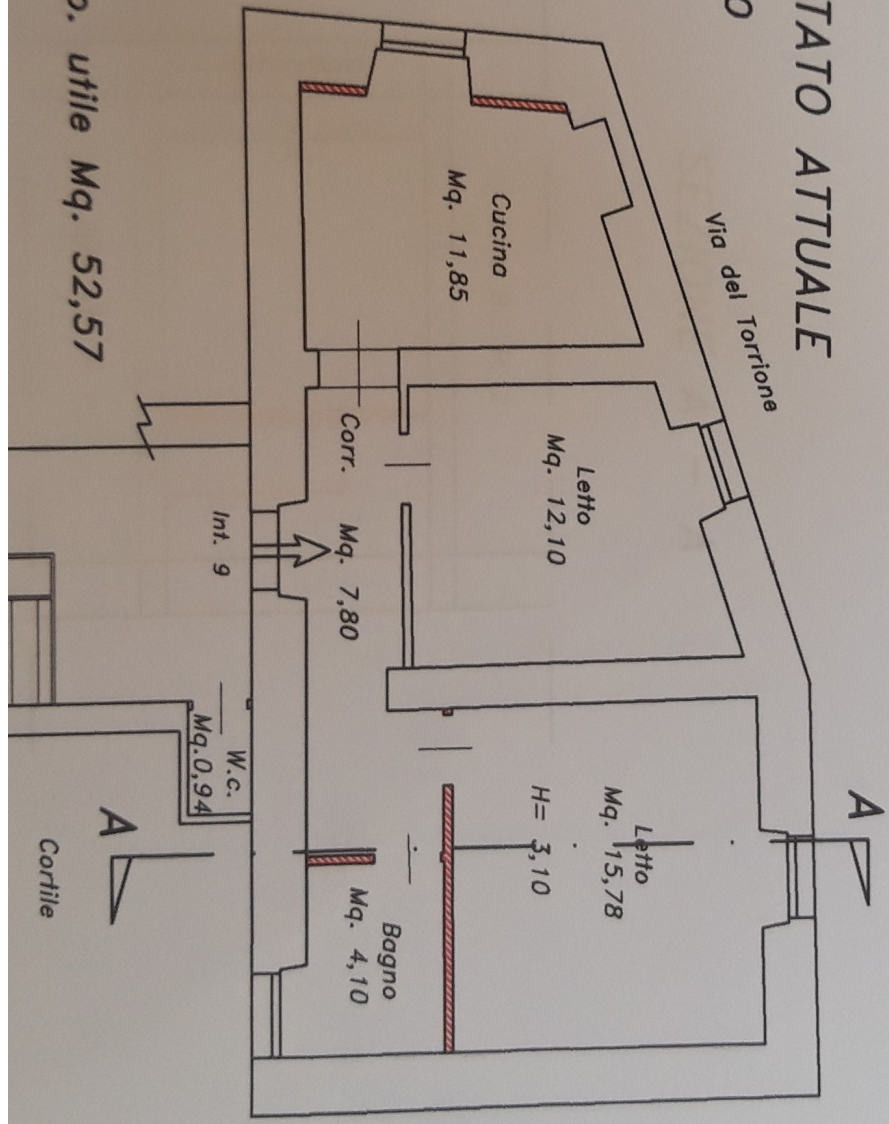 STATO ATTUALE
O
Via del Torrione
A
Cucina
Mq. 11,85
Letto
Mq. 12,10
Letto
Mq. 15,78
H= 3,10
Corr. Mq. 7,80
Bagno
Mq. 4,10
Int. 9
W.c.
Mq.0,94
A
Cortile
p. utile Mq. 52,57